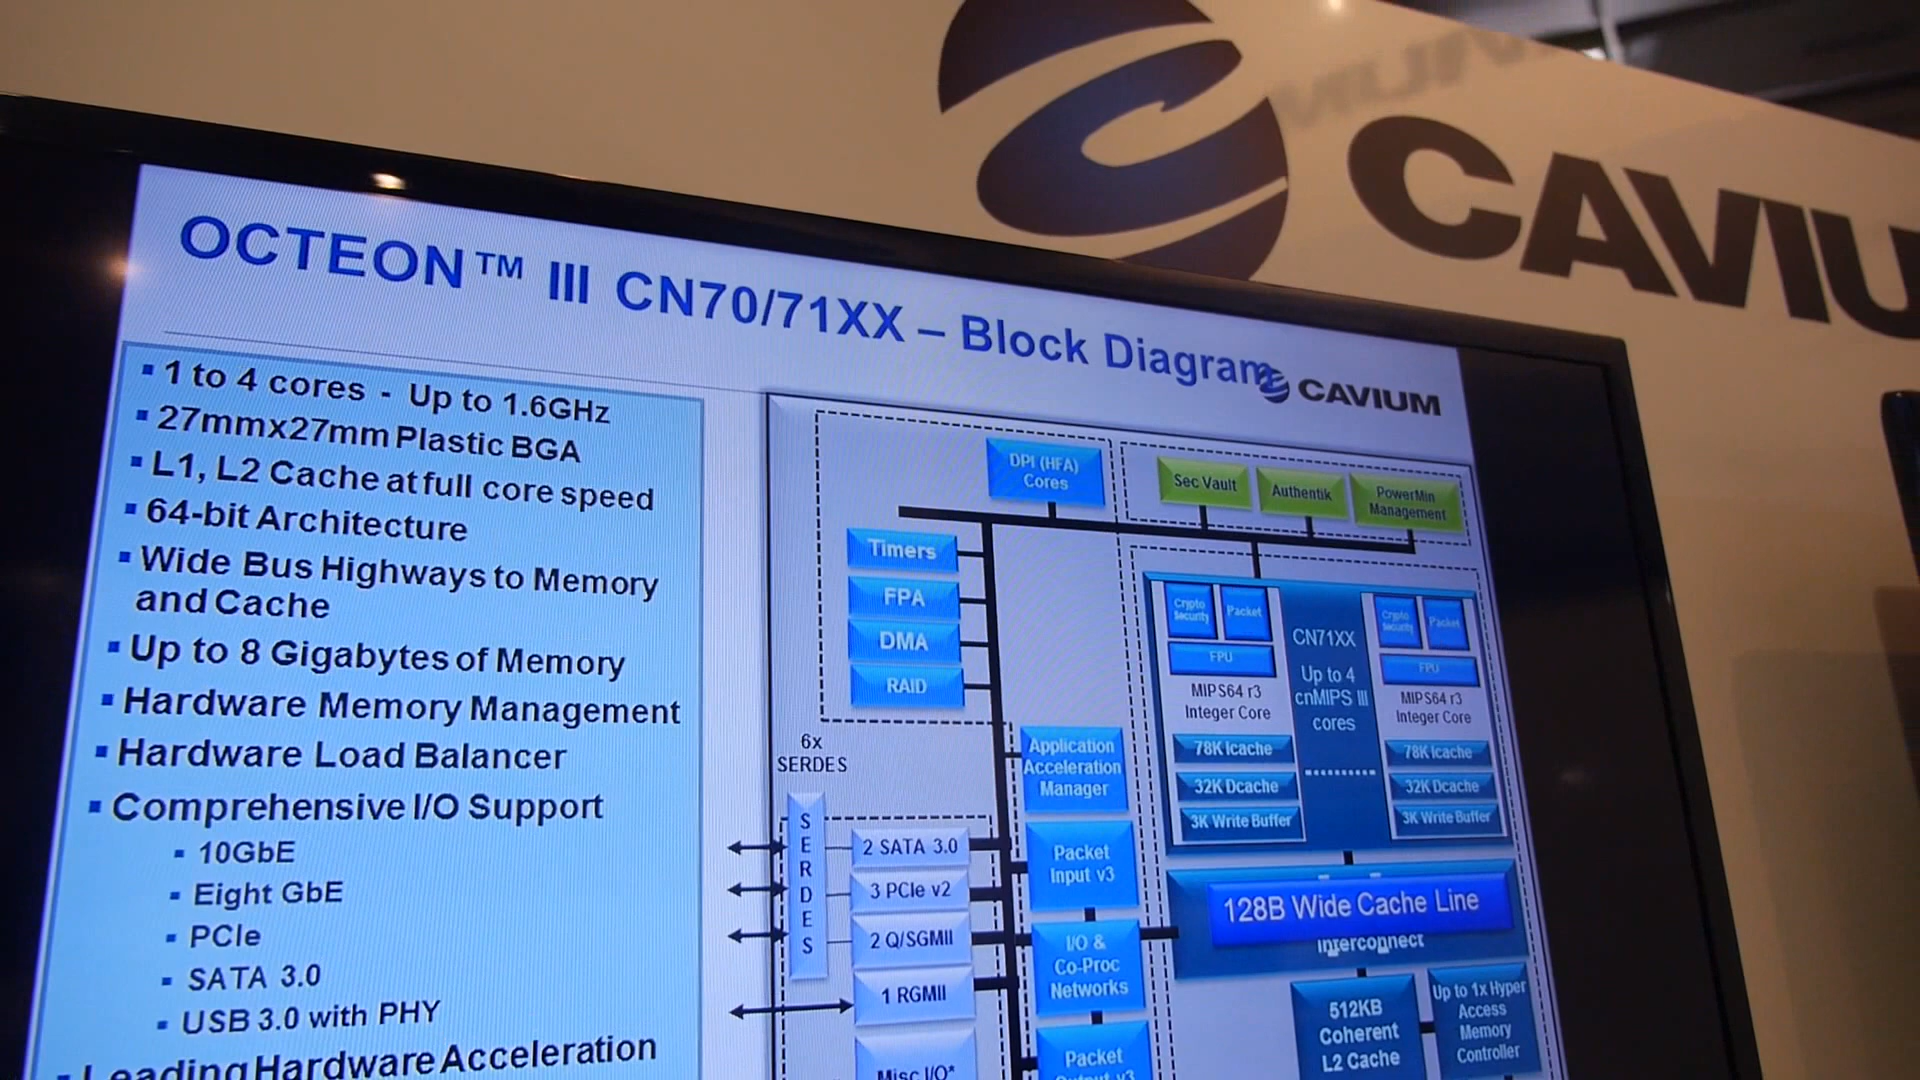 CAVIU
OCTEON™ III CN70/71XX – Block Diagram
CAVIUM
▪ 1 to 4 cores - Up to 1.6GHz
▪ 27mmx27mm Plastic BGA
▪ L1, L2 Cache at full core speed
▪ 64-bit Architecture
▪ Wide Bus Highways to Memory
and Cache
▪ Up to 8 Gigabytes of Memory
▪ Hardware Memory Management
▪ Hardware Load Balancer
▪ Comprehensive I/O Support
▪ 10GbE
▪ Eight GbE
▪ PCIe
▪ SATA 3.0
▪ USB 3.0 with PHY
▪ Leading Hardware Acceleration
DPI (HFA)
Cores
Sec Vault
Authentik
PowerMin
Management
Timers
FPA
DMA
RAID
Crypto
Security
Packet
FPU
MIPS64 r3
Integer Core
78K Icache
32K Dcache
3K Write Buffer
CN71XX
Up to 4
cnMIPS III
cores
Crypto
Security
Packet
FPU
MIPS64 r3
Integer Core
78K Icache
32K Dcache
3K Write Buffer
6x
SERDES
SERDES
2 SATA 3.0
3 PCIe v2
2 Q/SGMII
1 RGMII
Misc I/O*
Application
Acceleration
Manager
Packet
Input v3
I/O &
Co-Proc
Networks
Packet
Output v3
128B Wide Cache Line
Interconnect
512KB
Coherent
L2 Cache
Up to 1x Hyper
Access
Memory
Controller